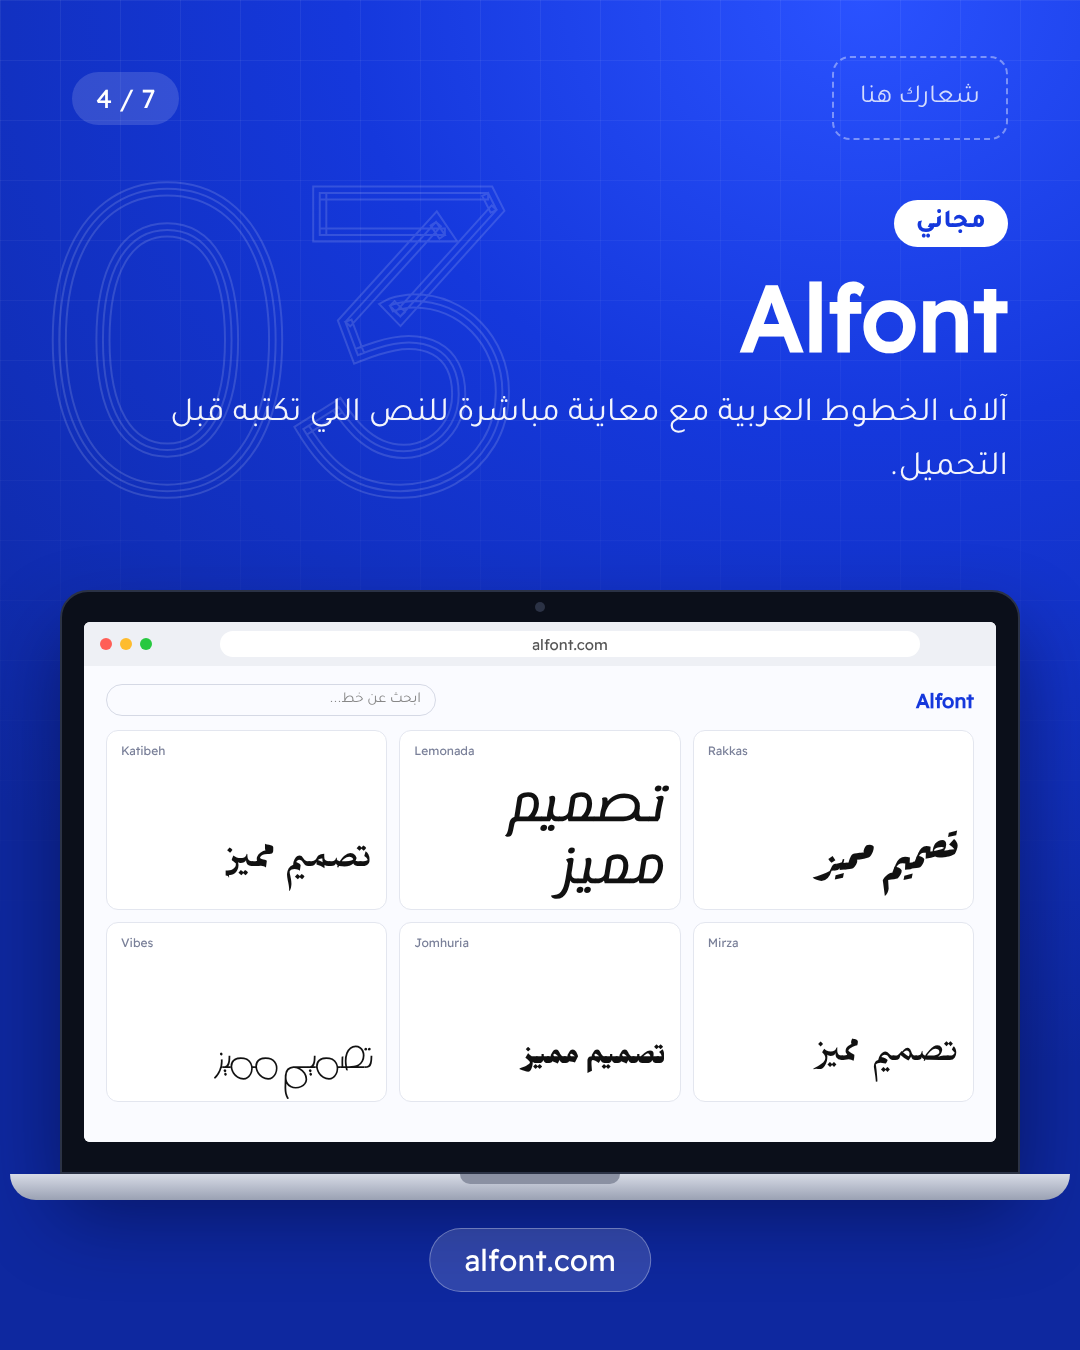 شعارك هنا
4 / 7
03
مجاني
Alfont
آلاف الخطوط العربية مع معاينة مباشرة للنص اللي تكتبه قبل
التحميل.
alfont.com
Alfont
ابحث عن خط...
Rakkas
تصميم مميز
Lemonada
تصميم
مميز
Katibeh
تصميم مميز
Mirza
تصميم مميز
Jomhuria
تصميم مميز
Vibes
تصميم مميز
alfont.com